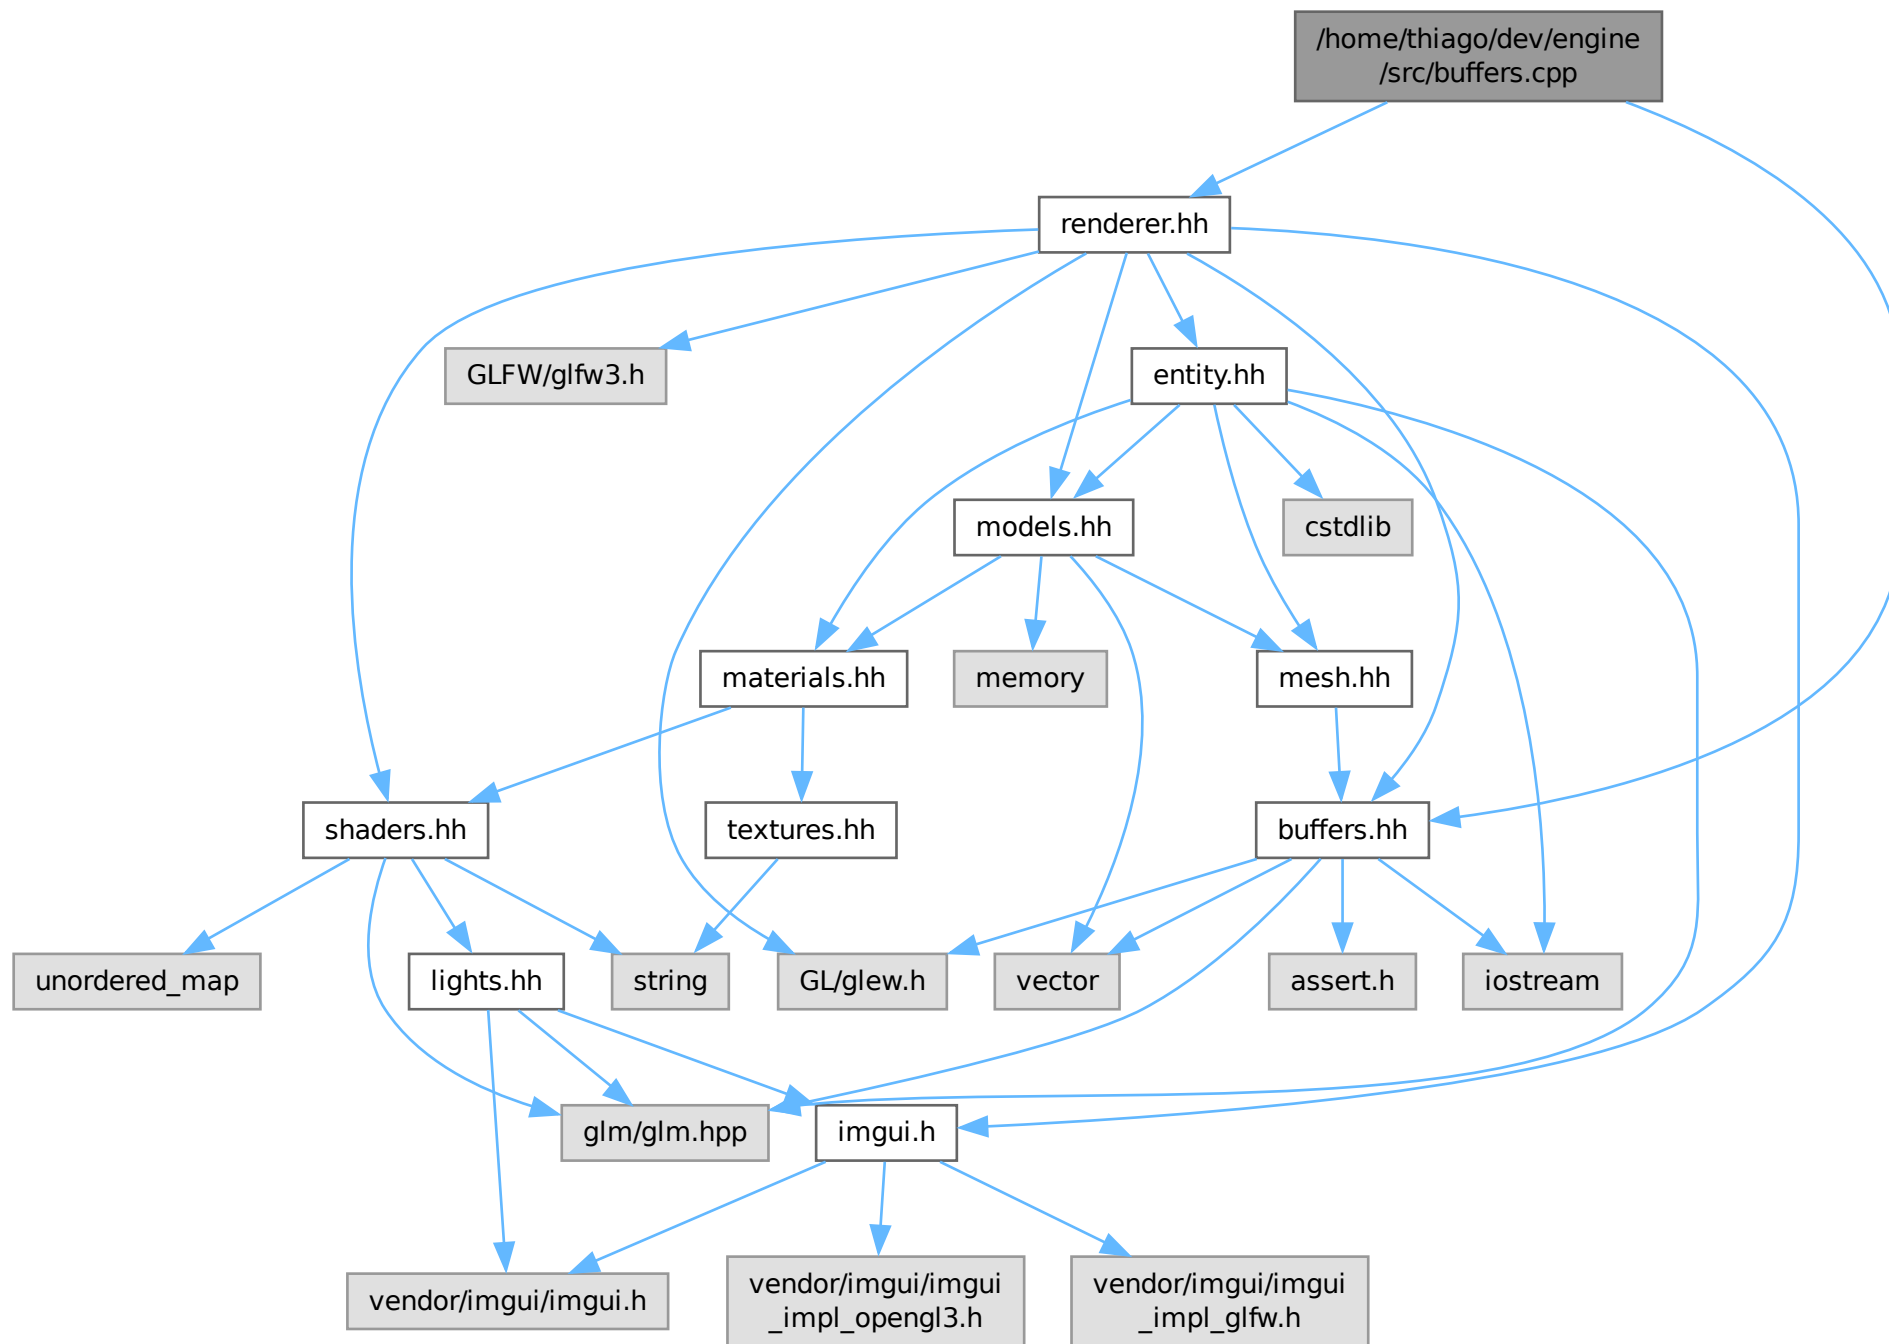 /home/thiago/dev/engine
/src/buffers.cpp
renderer.hh
GLFW/glfw3.h
entity.hh
models.hh
cstdlib
materials.hh
memory
mesh.hh
shaders.hh
textures.hh
buffers.hh
unordered_map
lights.hh
string
GL/glew.h
vector
assert.h
iostream
glm/glm.hpp
imgui.h
vendor/imgui/imgui.h
vendor/imgui/imgui
_impl_opengl3.h
vendor/imgui/imgui
_impl_glfw.h